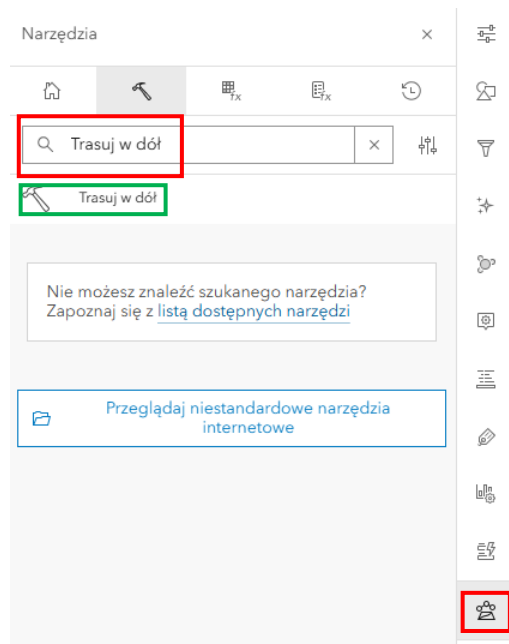 Narzędzia
Trasuj w dół
Trasuj w dół
Nie możesz znaleźć szukanego narzędzia?
Zapoznaj się z listą dostępnych narzędzi
Przeglądaj niestandardowe narzędzia
internetowe